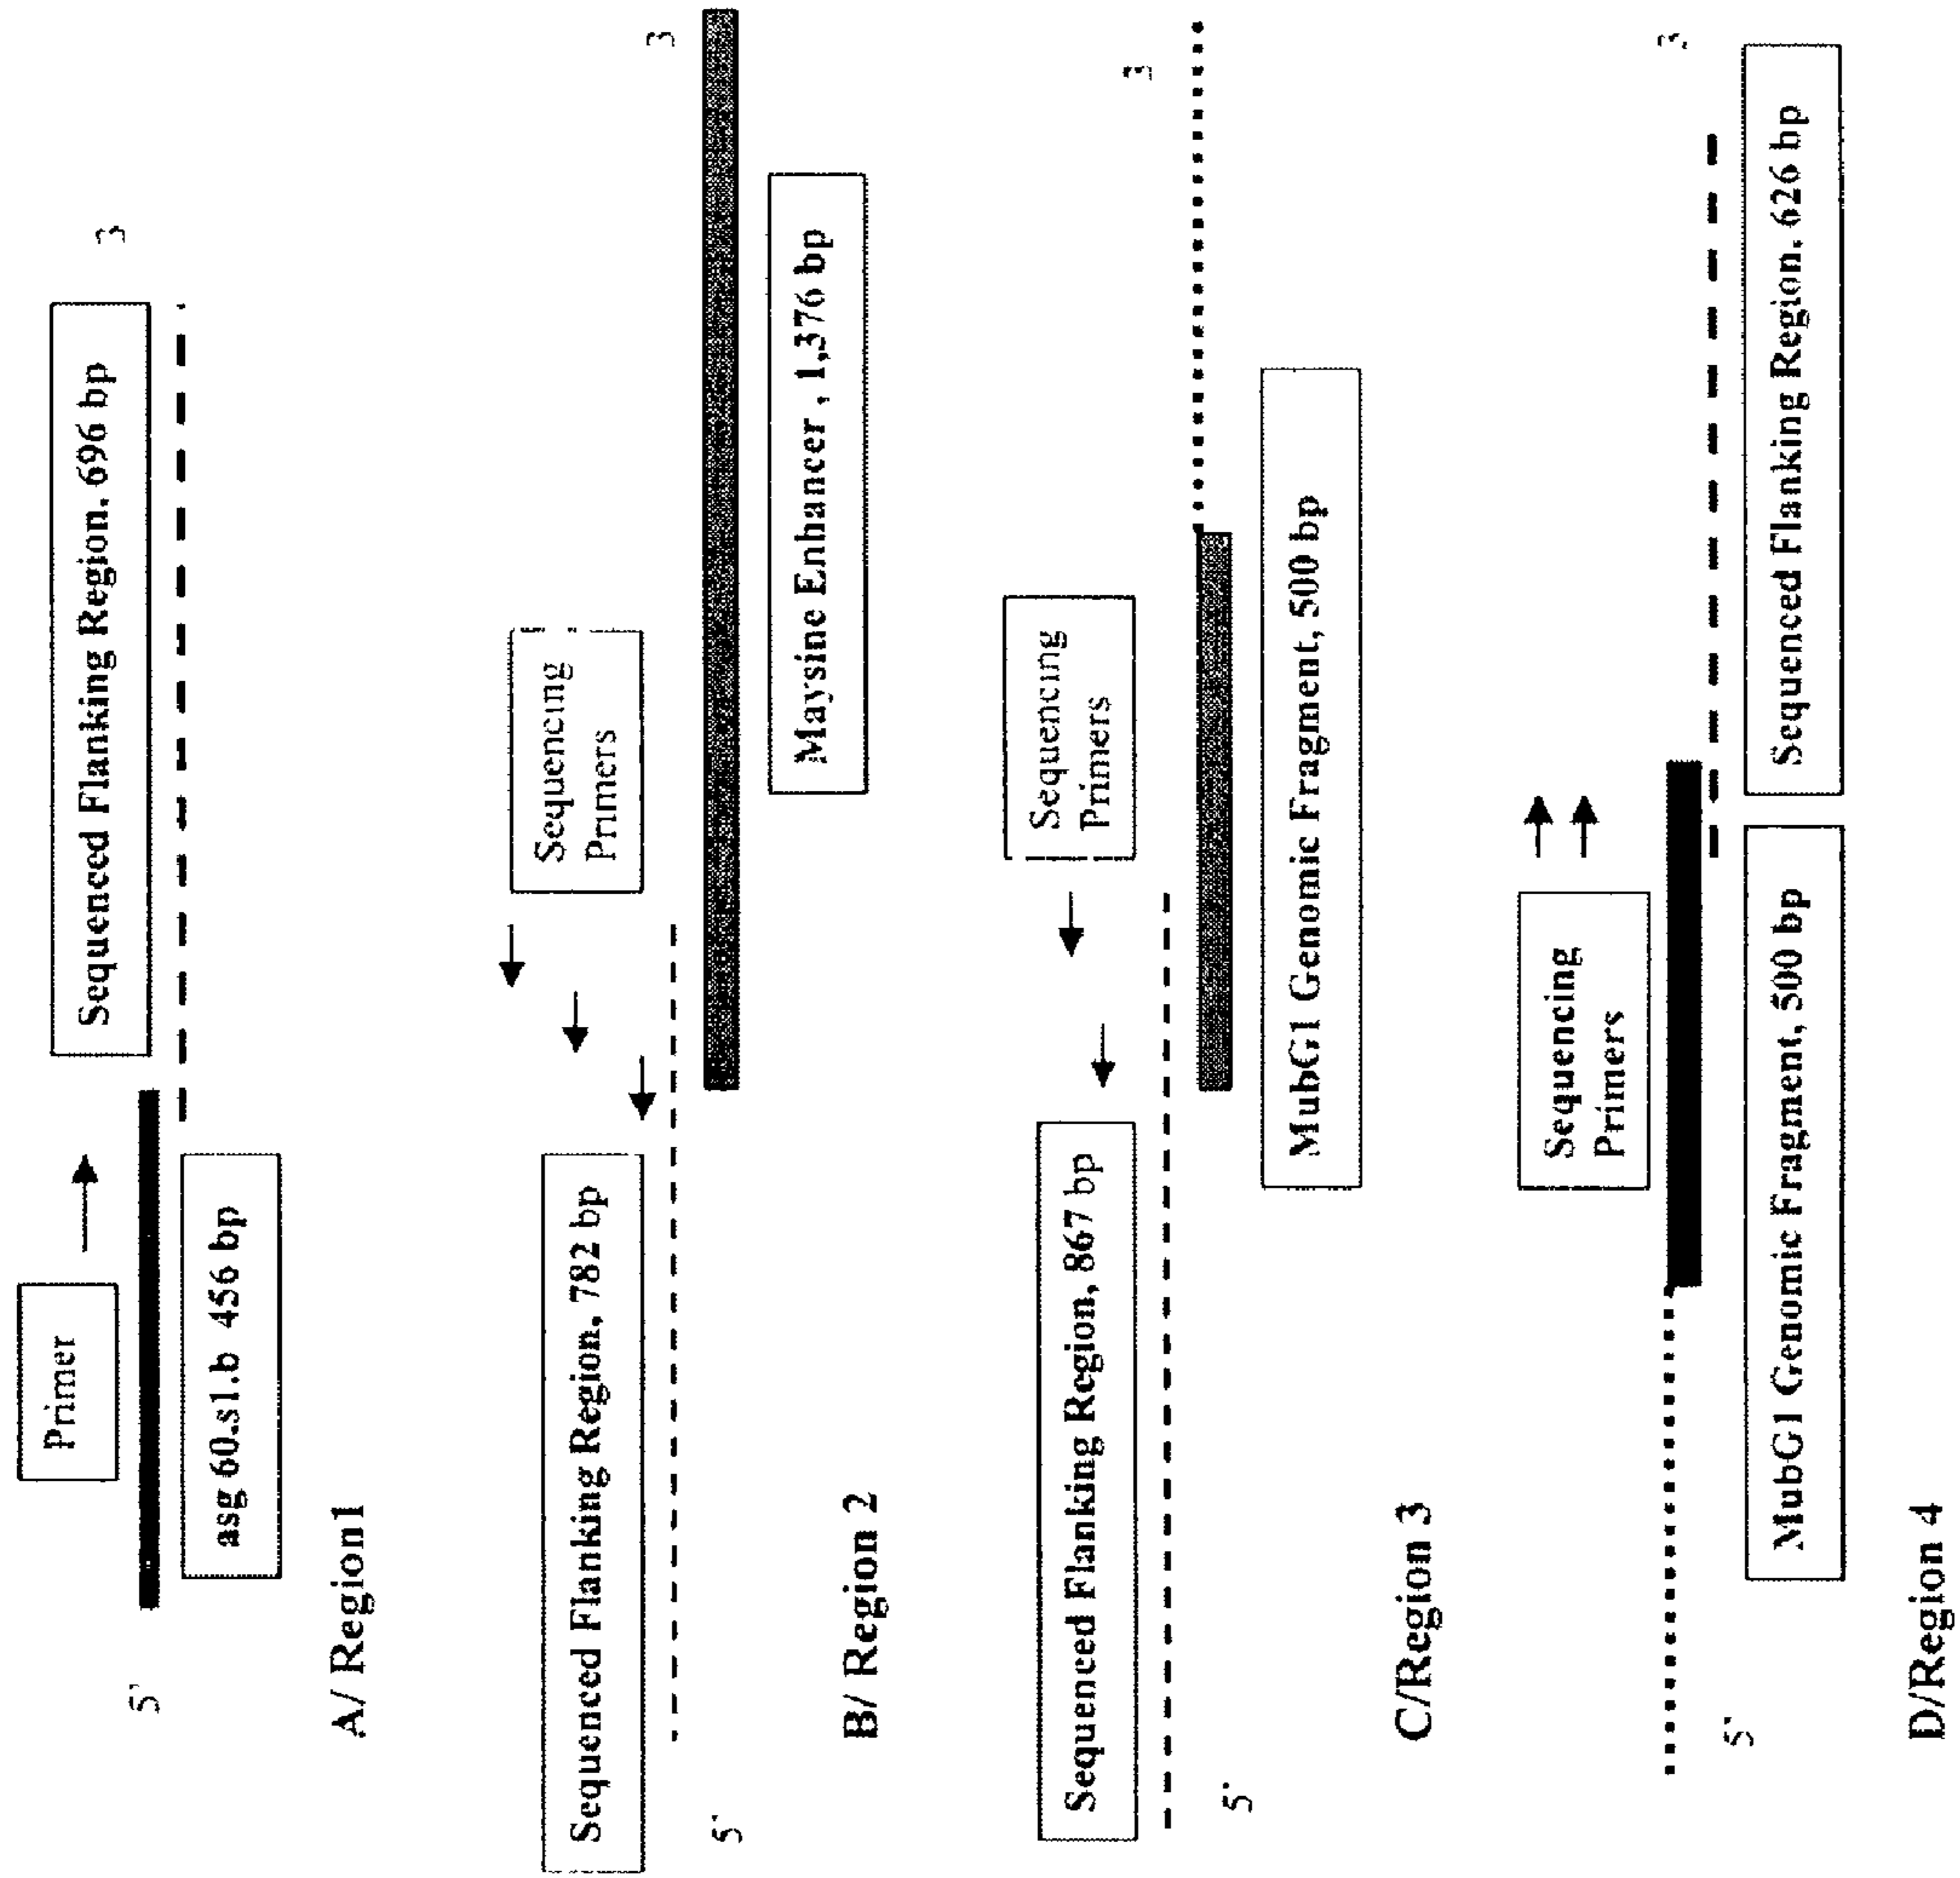 Primer
Sequenced Flanking Region, 696 bp
3
5'
asg 60.s1.b 456 bp
A/ Region1
Sequencing
Primers
Sequenced Flanking Region, 782 bp
3
5'
Maysine Enhancer , 1,376 bp
B/ Region 2
Sequencing
Primers
Sequenced Flanking Region, 867 bp
3
5'
MubG1 Genomic Fragment, 500 bp
C/Region 3
Sequencing
Primers
3'
5'
MubG1 Genomic Fragment, 500 bp
Sequenced Flanking Region, 626 bp
D/Region 4